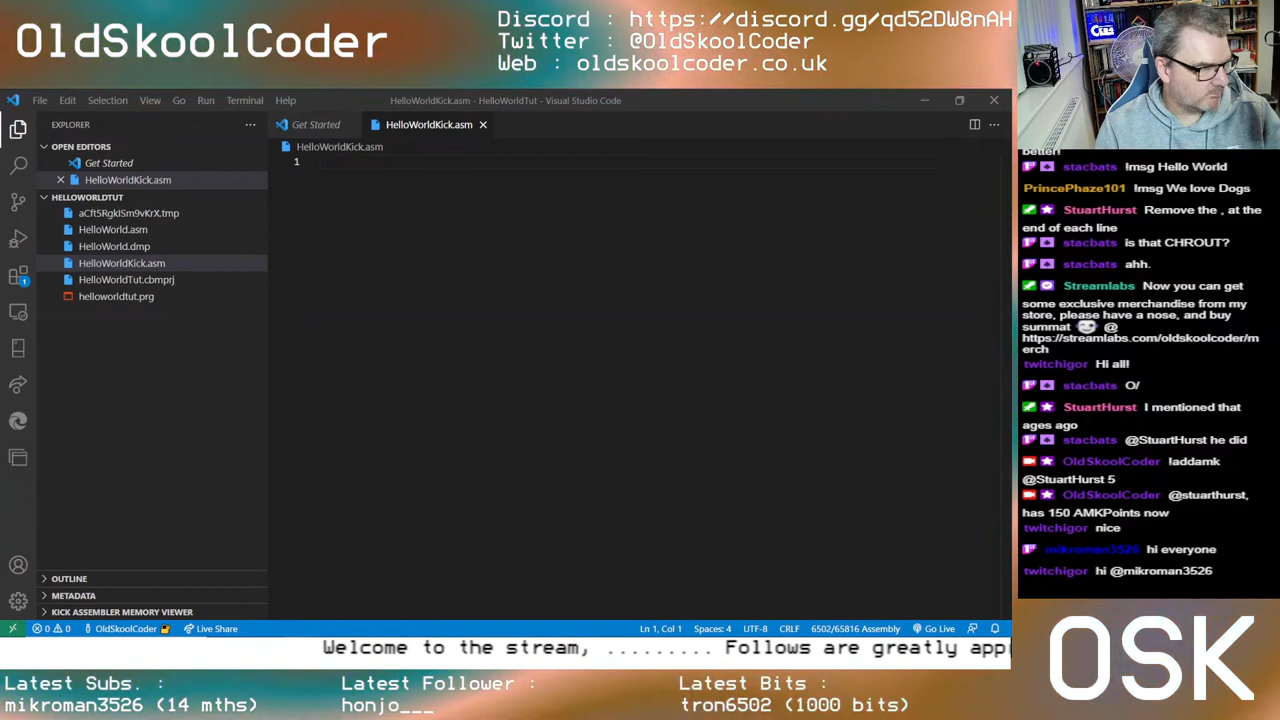 OldSkoolCoder
Discord : https://discord.gg/qd52DW8nAH
Twitter : @OldSkoolCoder
Web : oldskoolcoder.co.uk
File Edit Selection View Go Run Terminal Help
HelloWorldKick.asm - HelloWorldTut - Visual Studio Code
EXPLORER
Get Started
HelloWorldKick.asm
OPEN EDITORS
Get Started
HelloWorldKick.asm
HELLOWORLDTUT
aCft5RgkISm9vKrX.tmp
HelloWorld.asm
HelloWorld.dmp
HelloWorldKick.asm
HelloWorldTut.cbmprj
helloworldtut.prg
OUTLINE
METADATA
KICK ASSEMBLER MEMORY VIEWER
HelloWorldKick.asm
1
0 0 OldSkoolCoder Live Share
Ln 1, Col 1 Spaces: 4 UTF-8 CRLF 6502/65816 Assembly Go Live
better!
stacbats !msg Hello World
PrincePhaze101 !msg We love Dogs
StuartHurst Remove the , at the
end of each line
stacbats is that CHROUT?
stacbats ahh.
Streamlabs Now you can get
some exclusive merchandise from my
store, please have a nose, and buy
summat @
https://streamlabs.com/oldskoolcoder/m
erch
twitchigor Hi all!
stacbats O/
StuartHurst I mentioned that
ages ago
stacbats @StuartHurst he did
OldSkoolCoder !addamk
@StuartHurst 5
OldSkoolCoder @stuarthurst,
has 150 AMKPoints now
twitchigor nice
mikroman3526 hi everyone
twitchigor hi @mikroman3526
OSK
Welcome to the stream, ......... Follows are greatly app
Latest Subs. :
mikroman3526 (14 mths)
Latest Follower :
honjo___
Latest Bits :
tron6502 (1000 bits)